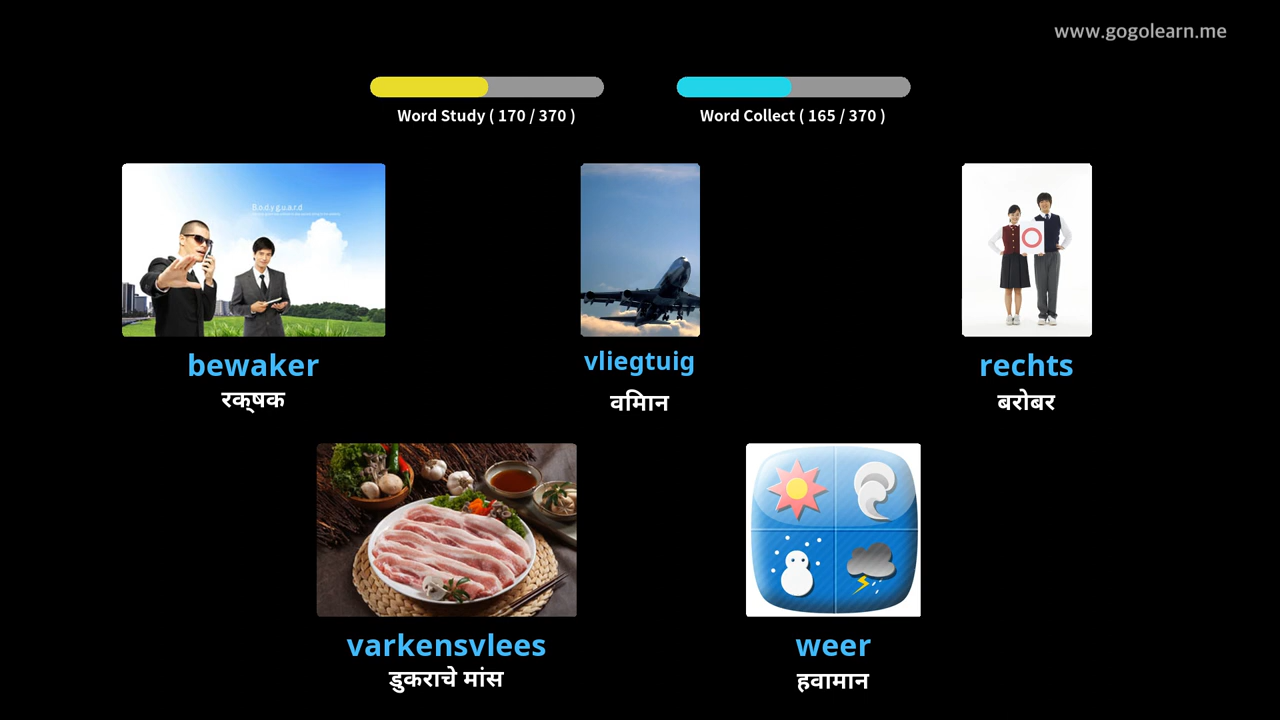 www.gogolearn.me
Word Study ( 170 / 370 )
Word Collect ( 165 / 370 )
Bodyguard
bewaker
रक्षक
vliegtuig
विमान
rechts
बरोबर
varkensvlees
डुकराचे मांस
weer
हवामान